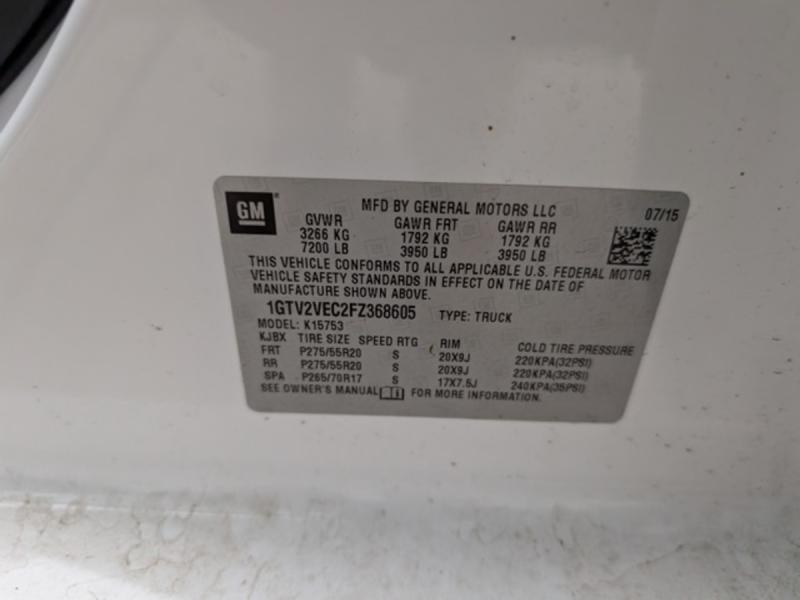 GM
MFD BY GENERAL MOTORS LLC 07/15
GVWR GAWR FRT GAWR RR
3266 KG 1792 KG 1792 KG
7200 LB 3950 LB 3950 LB
THIS VEHICLE CONFORMS TO ALL APPLICABLE U.S. FEDERAL MOTOR
VEHICLE SAFETY STANDARDS IN EFFECT ON THE DATE OF
MANUFACTURE SHOWN ABOVE.
1GTV2VEC2FZ368605 TYPE: TRUCK
MODEL: K15753
KJBX TIRE SIZE SPEED RTG RIM COLD TIRE PRESSURE
FRT P275/55R20 S 20X9J 220KPA(32PSI)
RR P275/55R20 S 20X9J 220KPA(32PSI)
SPA P265/70R17 S 17X7.5J 240KPA(35PSI)
SEE OWNER'S MANUAL FOR MORE INFORMATION.